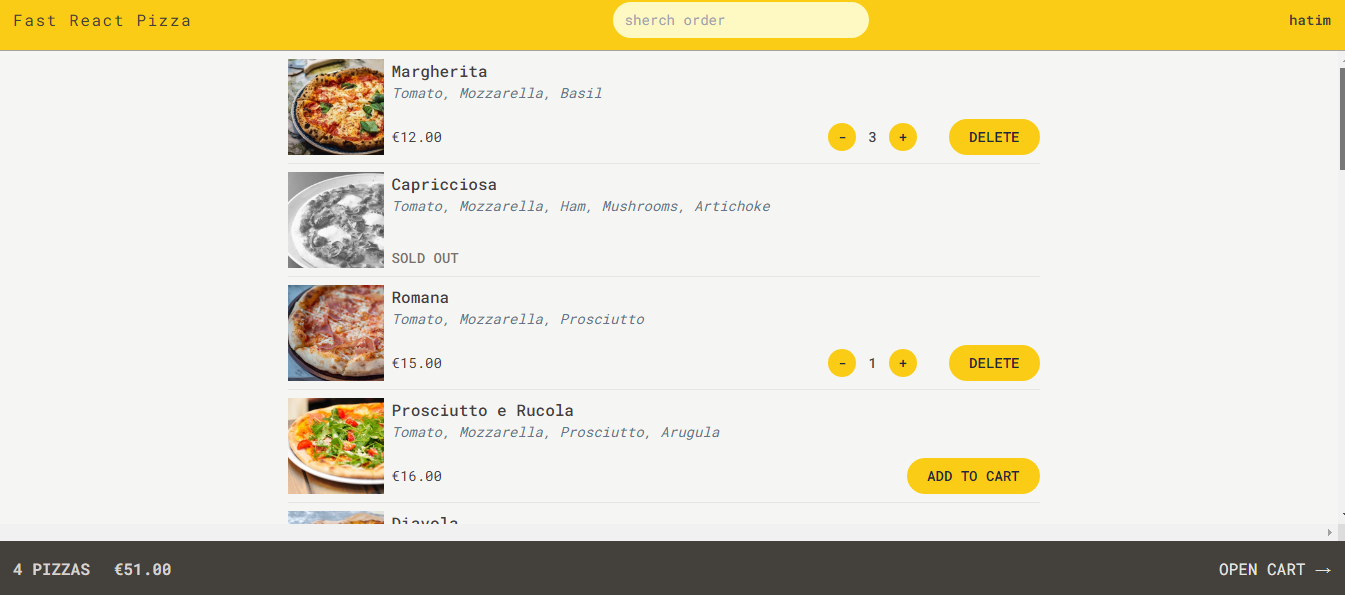 Fast React Pizza
sherch order
hatim
Margherita
Tomato, Mozzarella, Basil
€12.00
- 3 + DELETE
Capricciosa
Tomato, Mozzarella, Ham, Mushrooms, Artichoke
SOLD OUT
Romana
Tomato, Mozzarella, Prosciutto
€15.00
- 1 + DELETE
Prosciutto e Rucola
Tomato, Mozzarella, Prosciutto, Arugula
€16.00
ADD TO CART
Diavola
4 PIZZAS €51.00
OPEN CART →